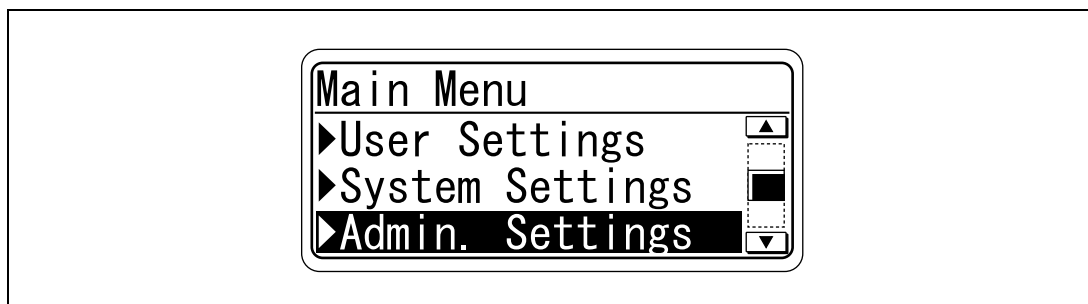 Main Menu
▶User Settings
▶System Settings
▶Admin. Settings